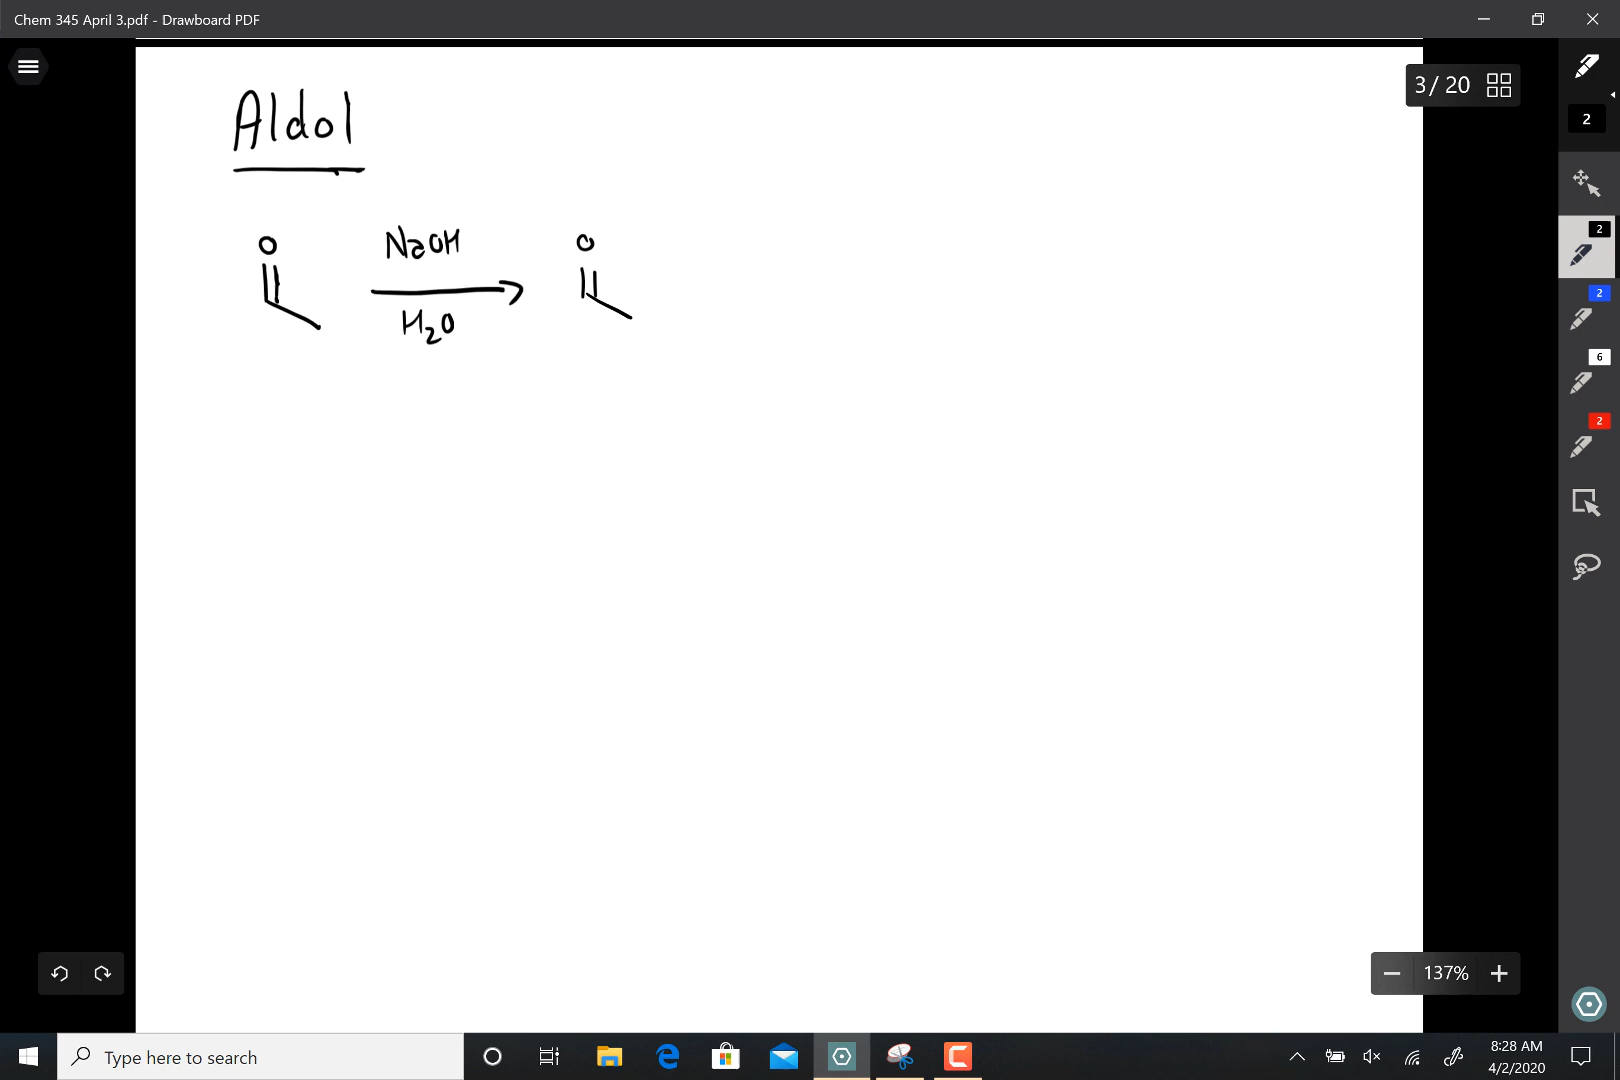 Chem 345 April 3.pdf - Drawboard PDF
3 / 20
2
2
2
6
2
Aldol
O
NaOH
O
H₂O
137%
Type here to search
8:28 AM
4/2/2020